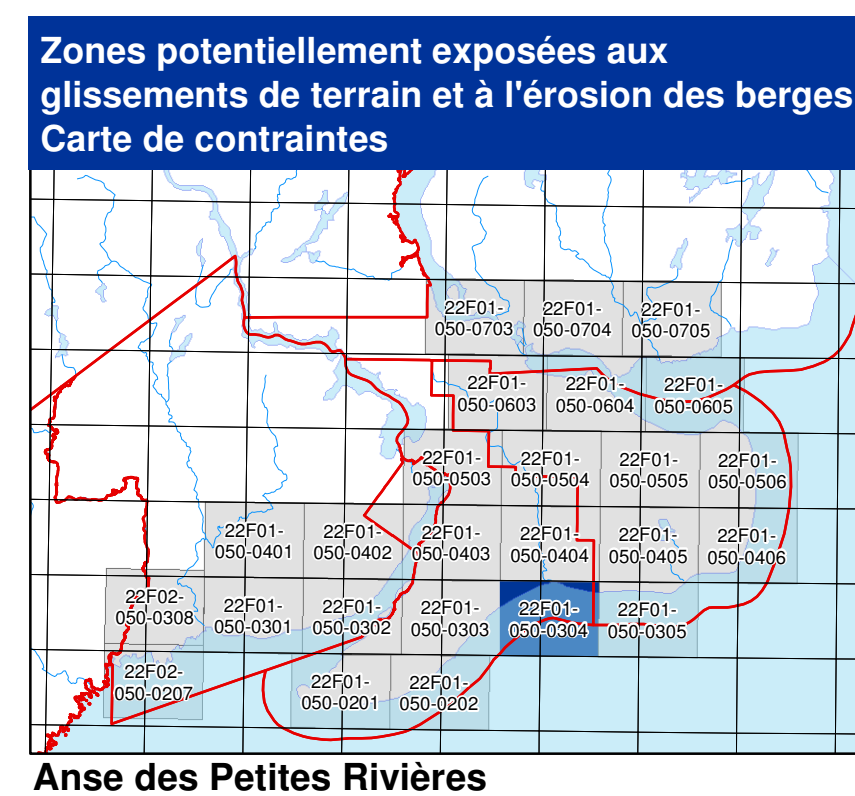 Zones potentiellement exposées aux
glissements de terrain et à l'érosion des berges
Carte de contraintes
22F01-
050-0703
22F01-
050-0704
22F01-
050-0705
22F01-
050-0603
22F01-
050-0604
22F01-
050-0605
22F01-
050-0503
22F01-
050-0504
22F01-
050-0505
22F01-
050-0506
22F01-
050-0401
22F01-
050-0402
22F01-
050-0403
22F01-
050-0404
22F01-
050-0405
22F01-
050-0406
22F02-
050-0308
22F01-
050-0301
22F01-
050-0302
22F01-
050-0303
22F01-
050-0304
22F01-
050-0305
22F02-
050-0207
22F01-
050-0201
22F01-
050-0202
Anse des Petites Rivières